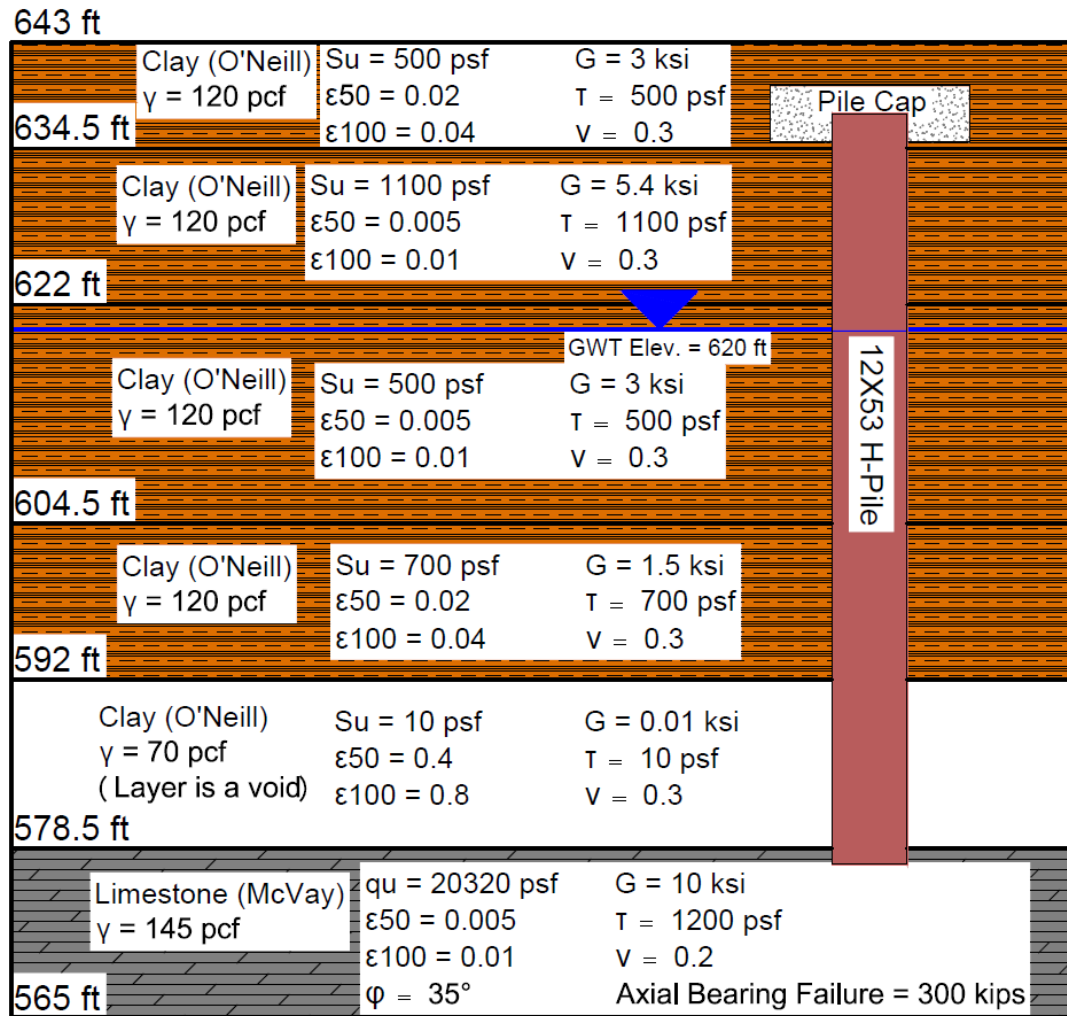 643 ft
Clay (O'Neill)
γ = 120 pcf
Su = 500 psf
ε50 = 0.02
ε100 = 0.04
G = 3 ksi
τ = 500 psf
ν = 0.3
Pile Cap
634.5 ft
Clay (O'Neill)
γ = 120 pcf
Su = 1100 psf
ε50 = 0.005
ε100 = 0.01
G = 5.4 ksi
τ = 1100 psf
ν = 0.3
622 ft
GWT Elev. = 620 ft
Clay (O'Neill)
γ = 120 pcf
Su = 500 psf
ε50 = 0.005
ε100 = 0.01
G = 3 ksi
τ = 500 psf
ν = 0.3
12X53 H-Pile
604.5 ft
Clay (O'Neill)
γ = 120 pcf
Su = 700 psf
ε50 = 0.02
ε100 = 0.04
G = 1.5 ksi
τ = 700 psf
ν = 0.3
592 ft
Clay (O'Neill)
γ = 70 pcf
( Layer is a void)
Su = 10 psf
ε50 = 0.4
ε100 = 0.8
G = 0.01 ksi
τ = 10 psf
ν = 0.3
578.5 ft
Limestone (McVay)
γ = 145 pcf
qu = 20320 psf
ε50 = 0.005
ε100 = 0.01
φ = 35°
G = 10 ksi
τ = 1200 psf
ν = 0.2
Axial Bearing Failure = 300 kips
565 ft